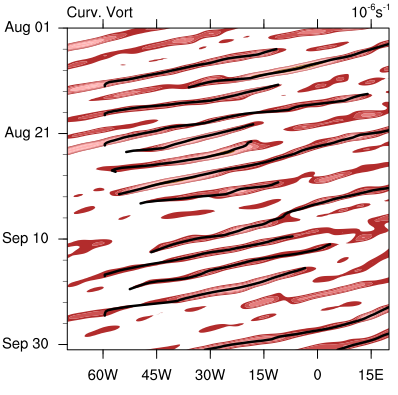 Curv. Vort 10⁻⁶s⁻¹
Aug 01
Aug 21
Sep 10
Sep 30
60W 45W 30W 15W 0 15E